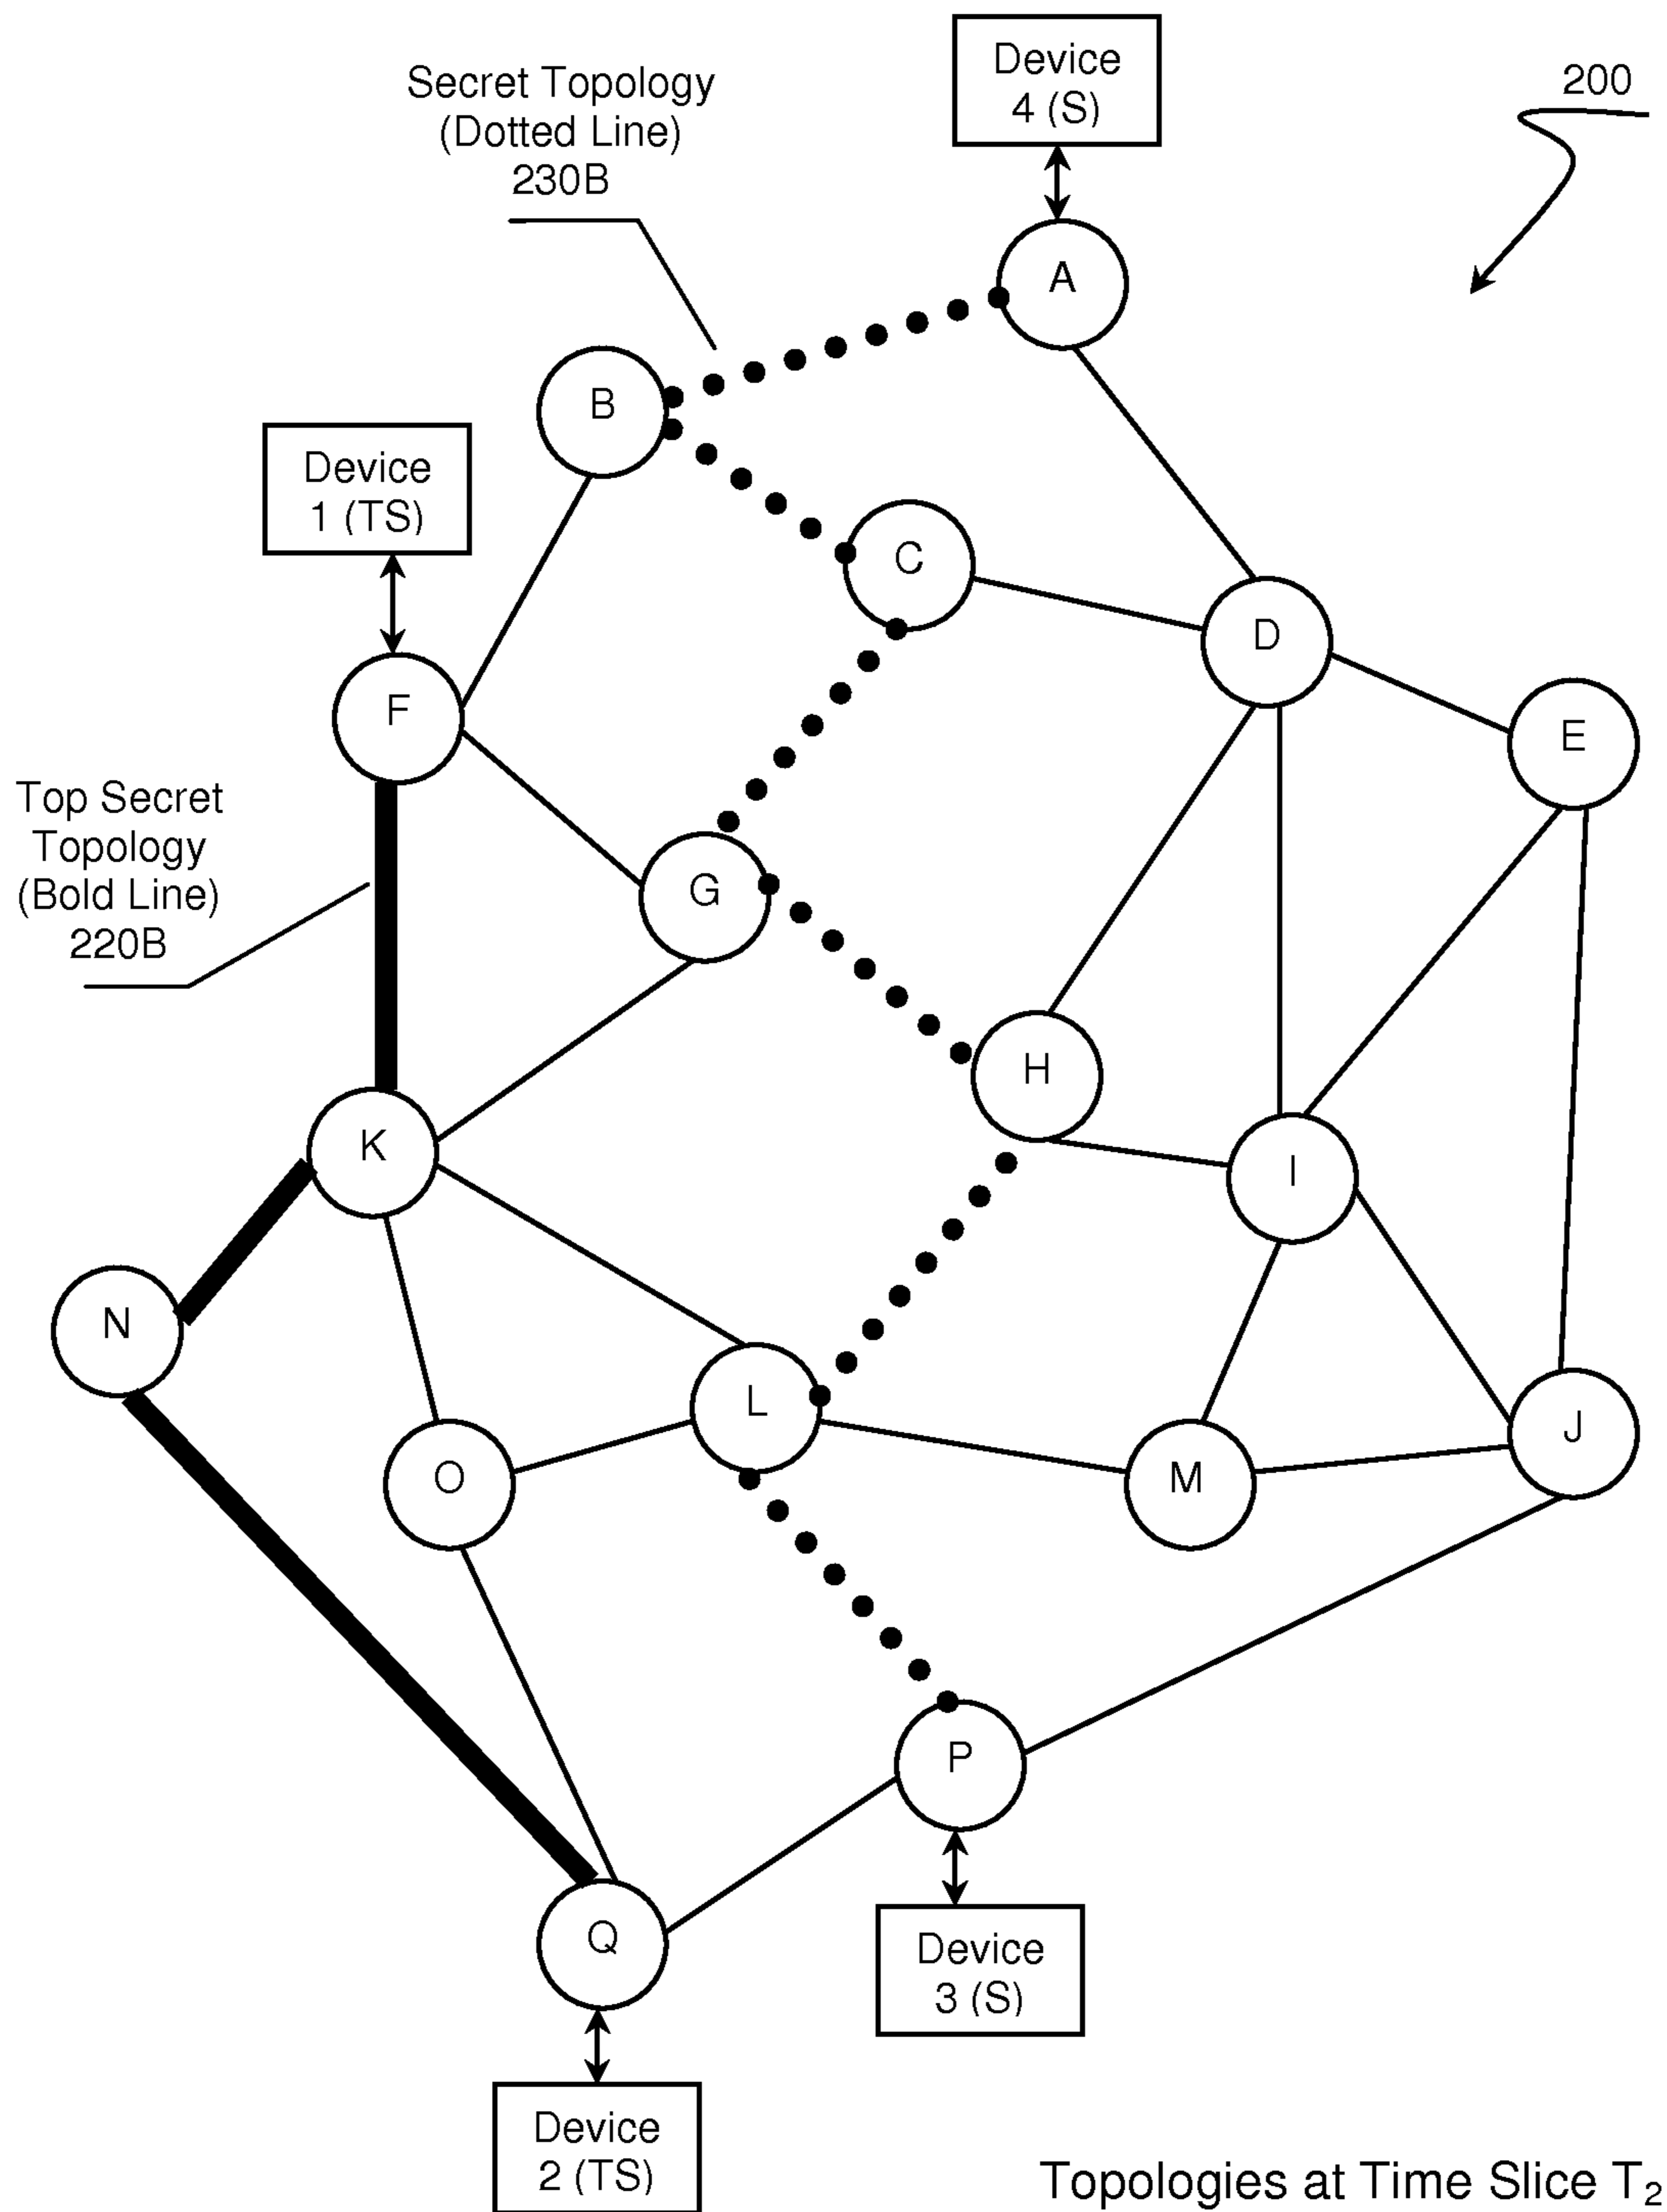 Device
4 (S)
200
Secret Topology
(Dotted Line)
230B
A
B
Device
1 (TS)
C
D
F
E
Top Secret
Topology
(Bold Line)
220B
G
H
K
I
N
L
J
O
M
P
Q
Device
3 (S)
Device
2 (TS)
Topologies at Time Slice T₂